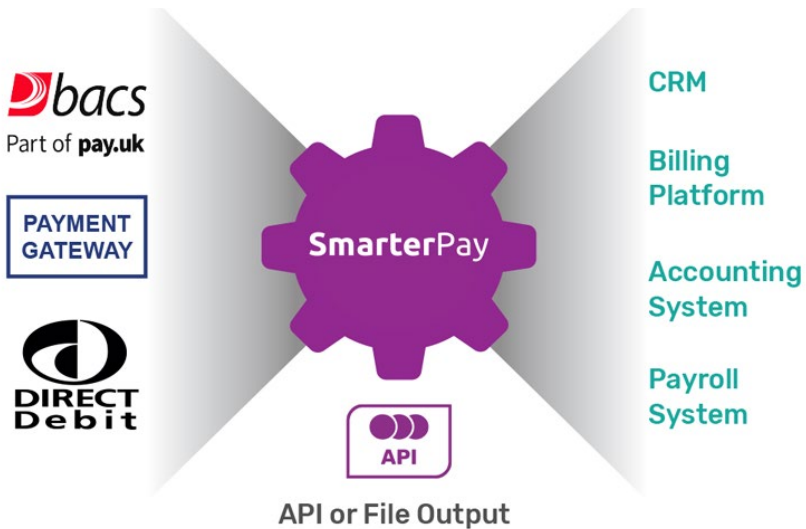 bacs
Part of pay.uk
PAYMENT
GATEWAY
DIRECT
Debit
SmarterPay
API
API or File Output
CRM
Billing
Platform
Accounting
System
Payroll
System